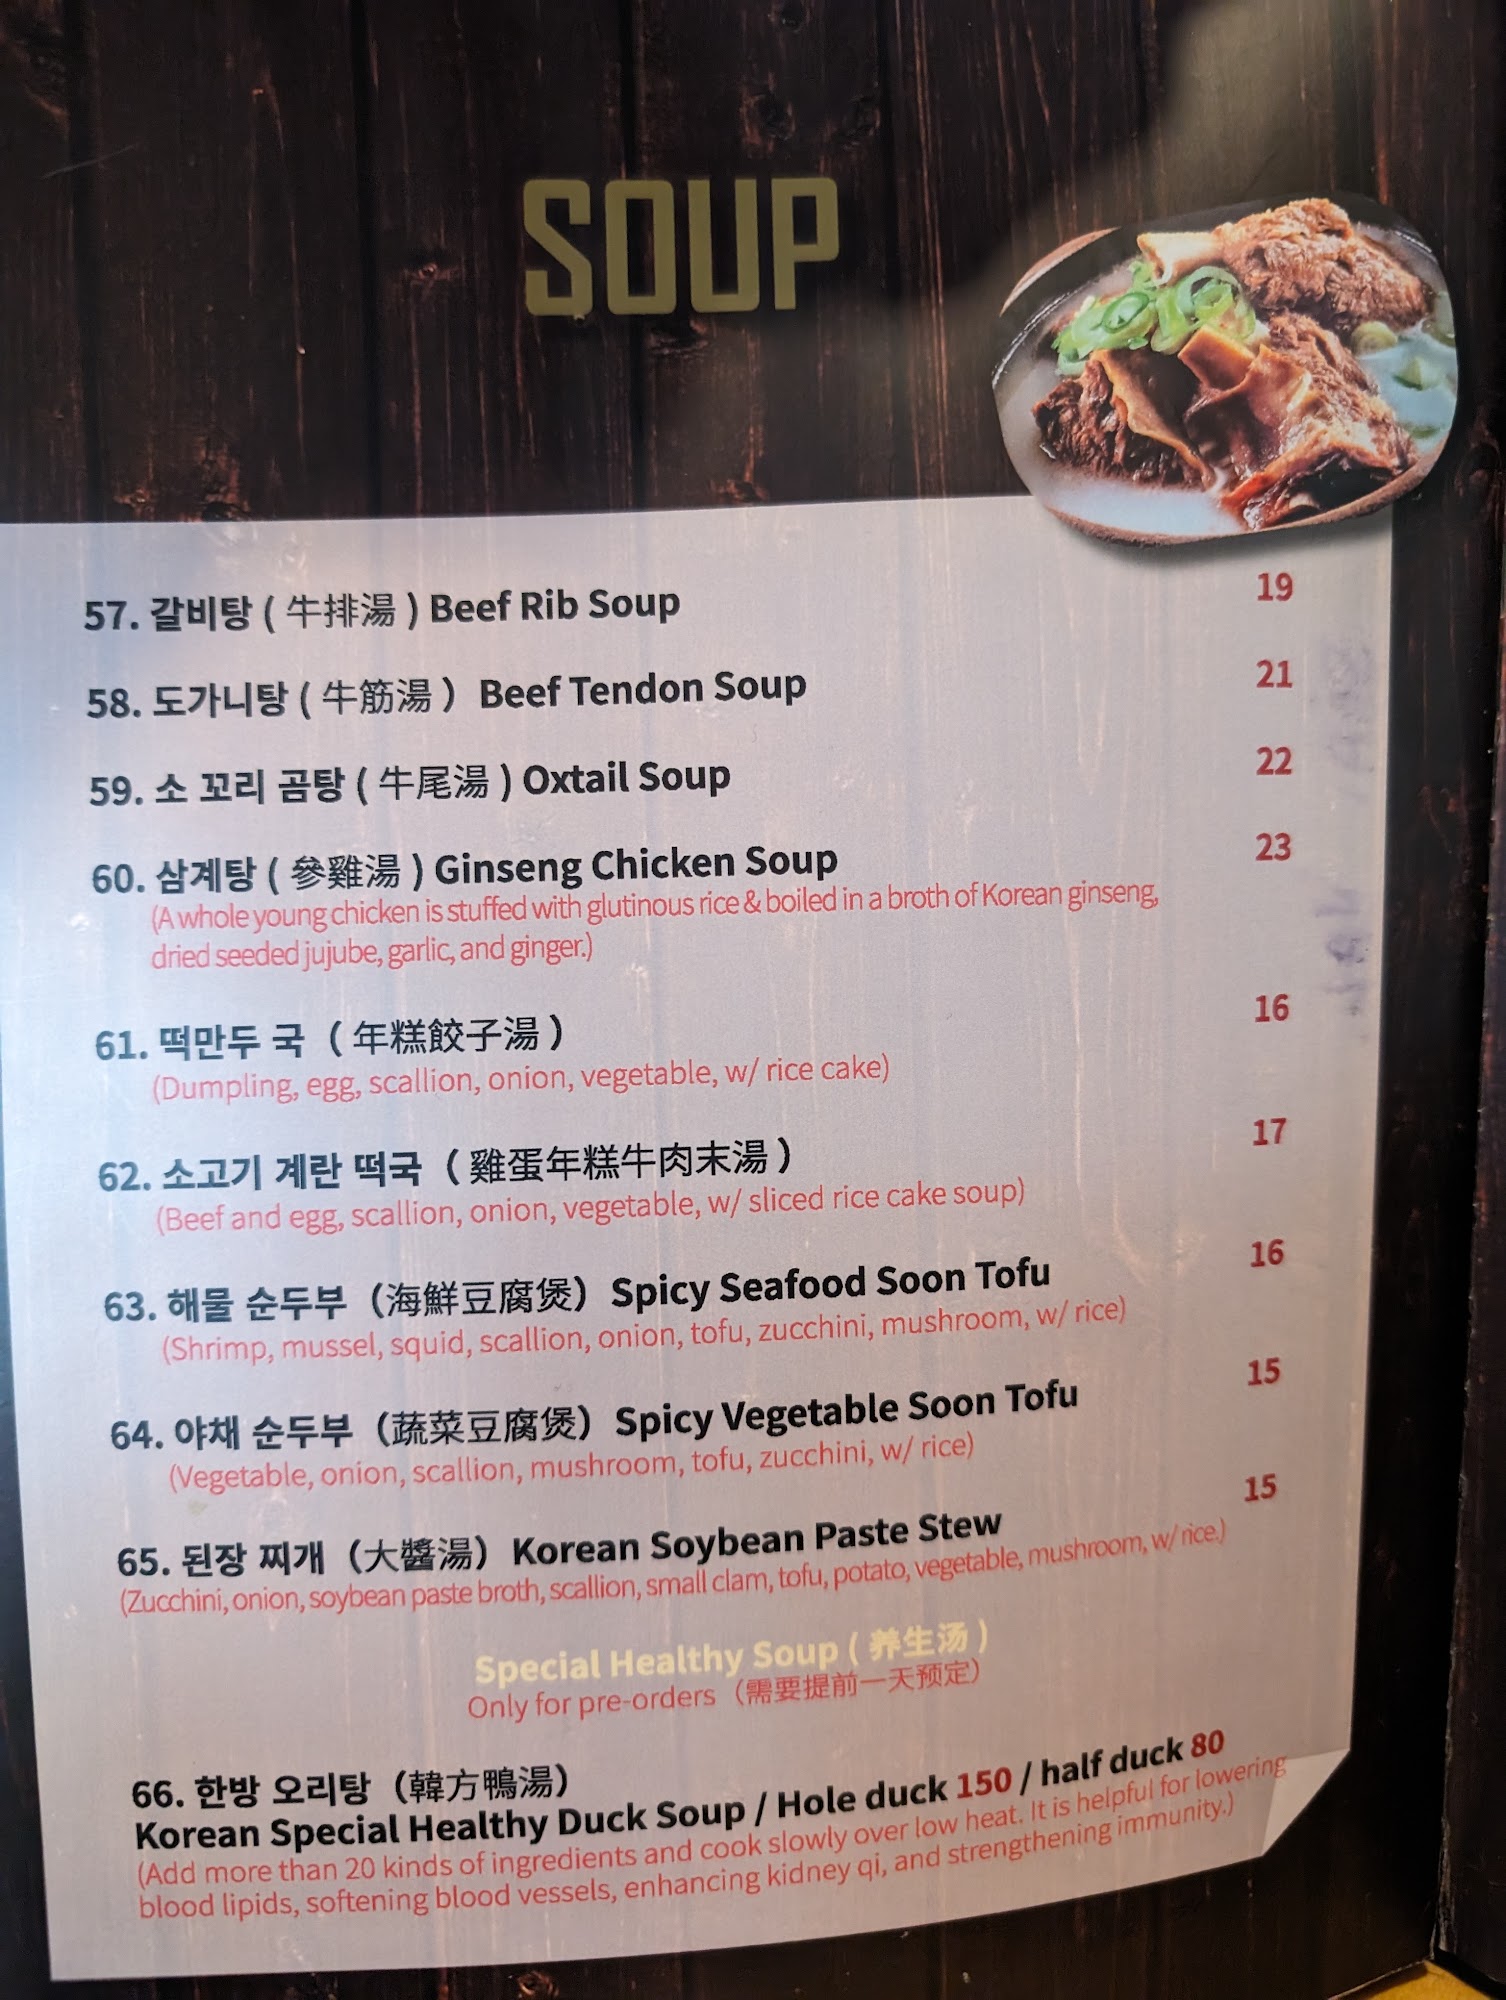 SOUP
57. 갈비탕 ( 牛排湯 ) Beef Rib Soup 19
58. 도가니탕 ( 牛筋湯 ) Beef Tendon Soup 21
59. 소 꼬리 곰탕 ( 牛尾湯 ) Oxtail Soup 22
60. 삼계탕 ( 參雞湯 ) Ginseng Chicken Soup 23
(A whole young chicken is stuffed with glutinous rice & boiled in a broth of Korean ginseng,
dried seeded jujube, garlic, and ginger.)
61. 떡만두 국 ( 年糕餃子湯 ) 16
(Dumpling, egg, scallion, onion, vegetable, w/ rice cake)
62. 소고기 계란 떡국 ( 雞蛋年糕牛肉末湯 ) 17
(Beef and egg, scallion, onion, vegetable, w/ sliced rice cake soup)
63. 해물 순두부（海鮮豆腐煲）Spicy Seafood Soon Tofu 16
(Shrimp, mussel, squid, scallion, onion, tofu, zucchini, mushroom, w/ rice)
64. 야채 순두부（蔬菜豆腐煲）Spicy Vegetable Soon Tofu 15
(Vegetable, onion, scallion, mushroom, tofu, zucchini, w/ rice)
65. 된장 찌개（大醬湯）Korean Soybean Paste Stew 15
(Zucchini, onion, soybean paste broth, scallion, small clam, tofu, potato, vegetable, mushroom, w/ rice.)
Special Healthy Soup ( 养生汤 )
Only for pre-orders（需要提前一天预定）
66. 한방 오리탕（韓方鴨湯）
Korean Special Healthy Duck Soup / Hole duck 150 / half duck 80
(Add more than 20 kinds of ingredients and cook slowly over low heat. It is helpful for lowering
blood lipids, softening blood vessels, enhancing kidney qi, and strengthening immunity.)